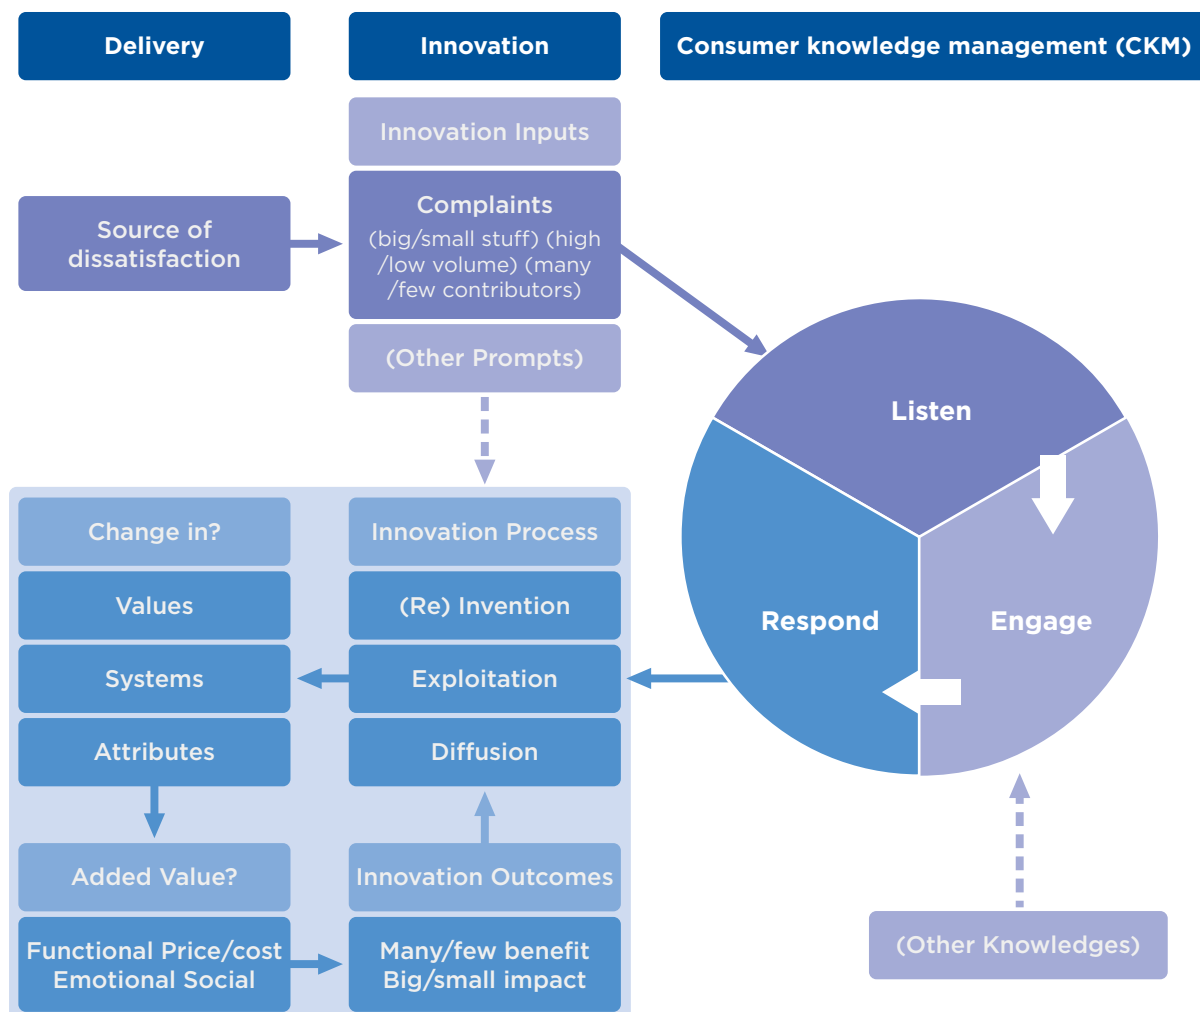 Delivery
Innovation
Consumer knowledge management (CKM)
Innovation Inputs
Source of
dissatisfaction
Complaints
(big/small stuff) (high
/low volume) (many
/few contributors)
(Other Prompts)
Listen
Engage
Respond
Change in?
Values
Systems
Attributes
Innovation Process
(Re) Invention
Exploitation
Diffusion
Added Value?
Functional Price/cost
Emotional Social
Innovation Outcomes
Many/few benefit
Big/small impact
(Other Knowledges)